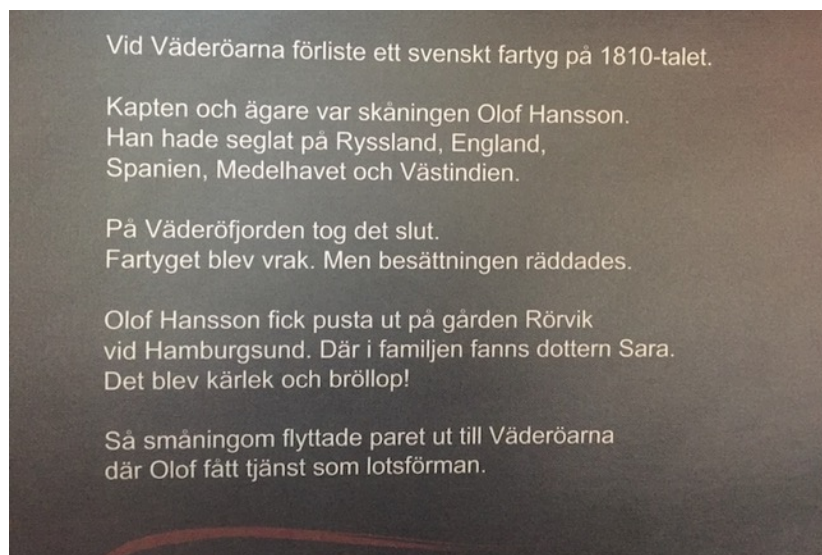 Vid Väderöarna förliste ett svenskt fartyg på 1810-talet.
Kapten och ägare var skåningen Olof Hansson.
Han hade seglat på Ryssland, England,
Spanien, Medelhavet och Västindien.
På Väderöfjorden tog det slut.
Fartyget blev vrak. Men besättningen räddades.
Olof Hansson fick pusta ut på gården Rörvik
vid Hamburgsund. Där i familjen fanns dottern Sara.
Det blev kärlek och bröllop!
Så småningom flyttade paret ut till Väderöarna
där Olof fått tjänst som lotsförman.